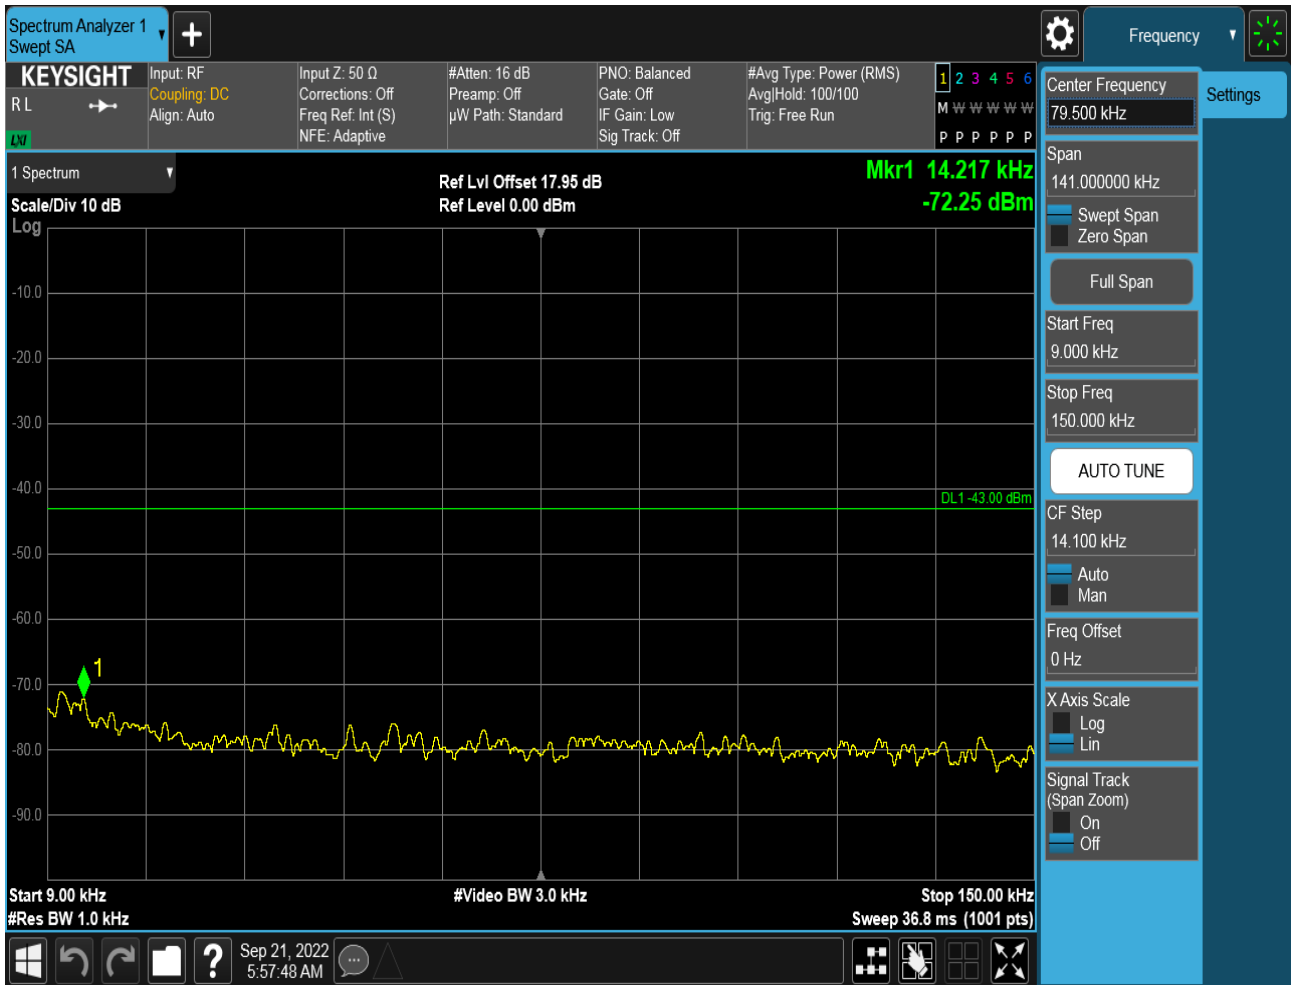 Spectrum Analyzer 1
Swept SA
Frequency
KEYSIGHT
R L
LXI
Input: RF
Coupling: DC
Align: Auto
Input Z: 50 Ω
Corrections: Off
Freq Ref: Int (S)
NFE: Adaptive
#Atten: 16 dB
Preamp: Off
µW Path: Standard
PNO: Balanced
Gate: Off
IF Gain: Low
Sig Track: Off
#Avg Type: Power (RMS)
Avg|Hold: 100/100
Trig: Free Run
1 2 3 4 5 6
M W W W W W
P P P P P P
1 Spectrum
Scale/Div 10 dB
Log
Ref Lvl Offset 17.95 dB
Ref Level 0.00 dBm
Mkr1 14.217 kHz
-72.25 dBm
-10.0
-20.0
-30.0
-40.0
DL1 -43.00 dBm
-50.0
-60.0
1
-70.0
-80.0
-90.0
Start 9.00 kHz
#Res BW 1.0 kHz
#Video BW 3.0 kHz
Stop 150.00 kHz
Sweep 36.8 ms (1001 pts)
Sep 21, 2022
5:57:48 AM
Center Frequency
79.500 kHz
Settings
Span
141.000000 kHz
Swept Span
Zero Span
Full Span
Start Freq
9.000 kHz
Stop Freq
150.000 kHz
AUTO TUNE
CF Step
14.100 kHz
Auto
Man
Freq Offset
0 Hz
X Axis Scale
Log
Lin
Signal Track
(Span Zoom)
On
Off